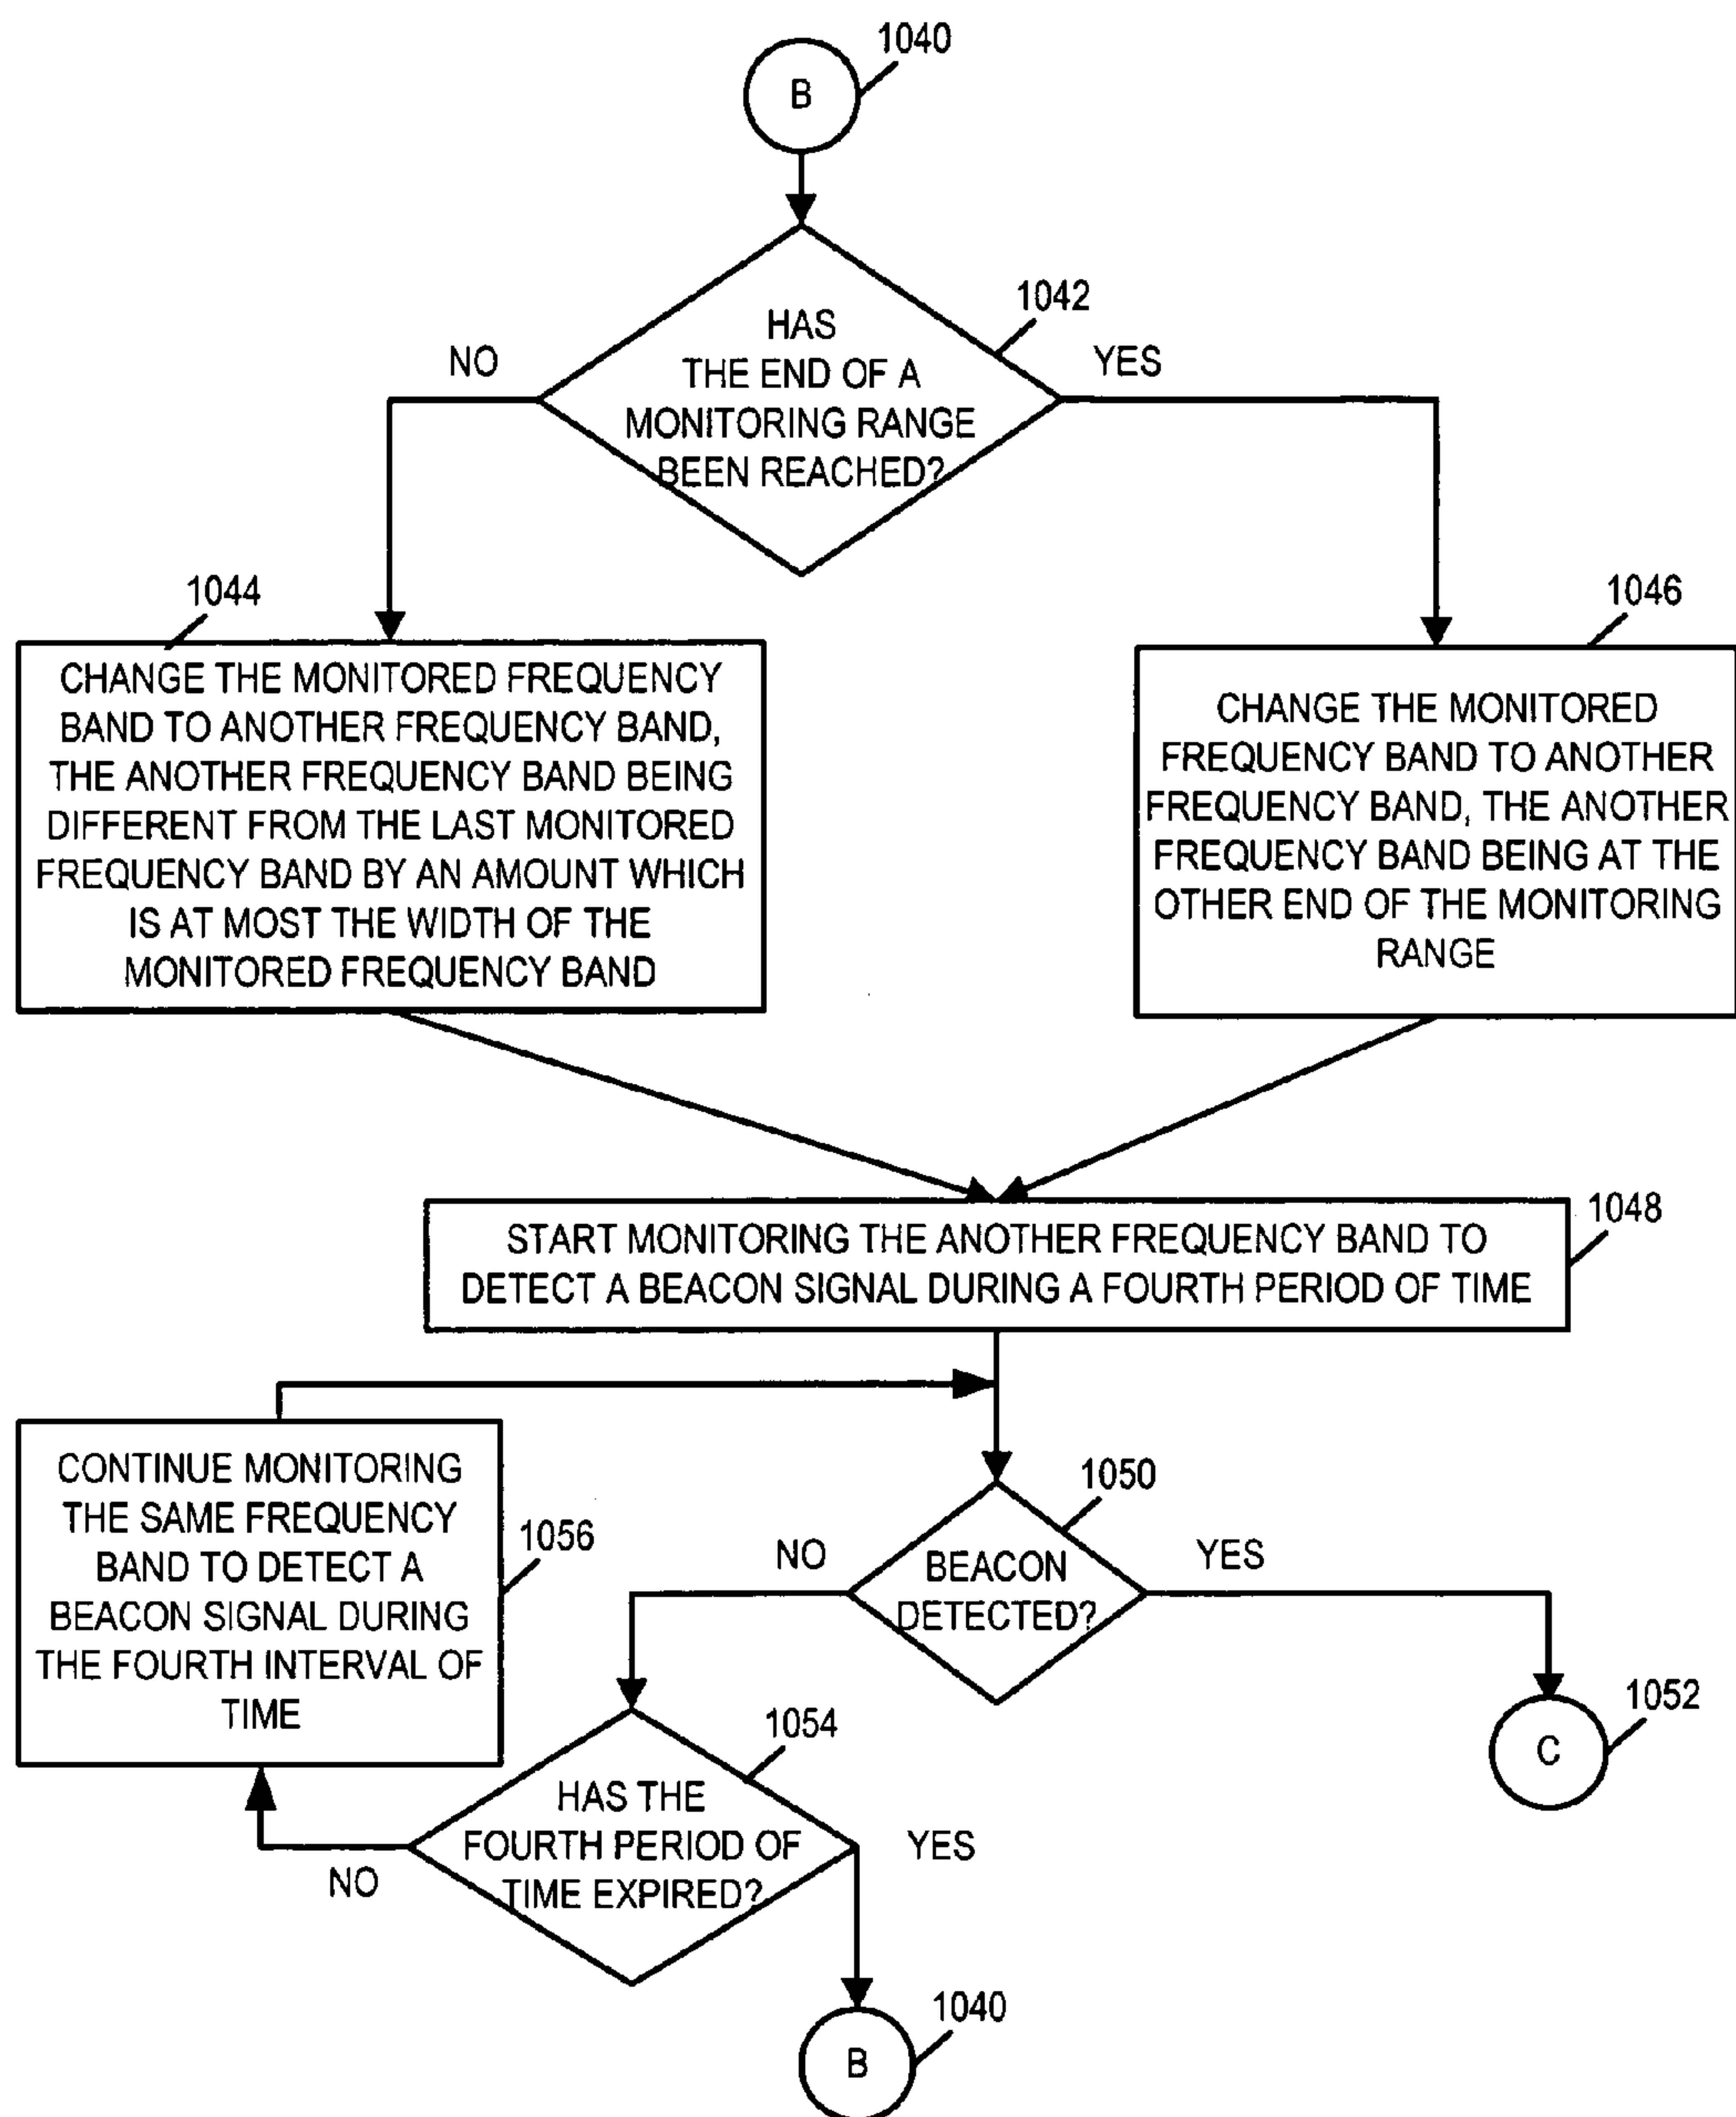 1040
B
1042
HAS
THE END OF A
MONITORING RANGE
BEEN REACHED?
NO
YES
1044
1046
CHANGE THE MONITORED FREQUENCY
BAND TO ANOTHER FREQUENCY BAND,
THE ANOTHER FREQUENCY BAND BEING
DIFFERENT FROM THE LAST MONITORED
FREQUENCY BAND BY AN AMOUNT WHICH
IS AT MOST THE WIDTH OF THE
MONITORED FREQUENCY BAND
CHANGE THE MONITORED
FREQUENCY BAND TO ANOTHER
FREQUENCY BAND, THE ANOTHER
FREQUENCY BAND BEING AT THE
OTHER END OF THE MONITORING
RANGE
1048
START MONITORING THE ANOTHER FREQUENCY BAND TO
DETECT A BEACON SIGNAL DURING A FOURTH PERIOD OF TIME
CONTINUE MONITORING
THE SAME FREQUENCY
BAND TO DETECT A
BEACON SIGNAL DURING
THE FOURTH INTERVAL OF
TIME
1056
1050
NO
BEACON
DETECTED?
YES
1052
C
1054
HAS THE
FOURTH PERIOD OF
TIME EXPIRED?
NO
YES
1040
B